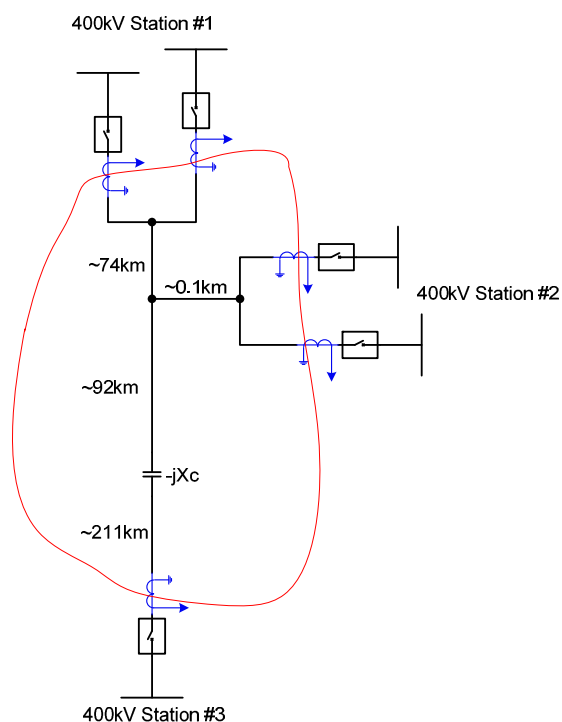 400kV Station #1
~74km
~0.1km
400kV Station #2
~92km
-jXc
~211km
400kV Station #3